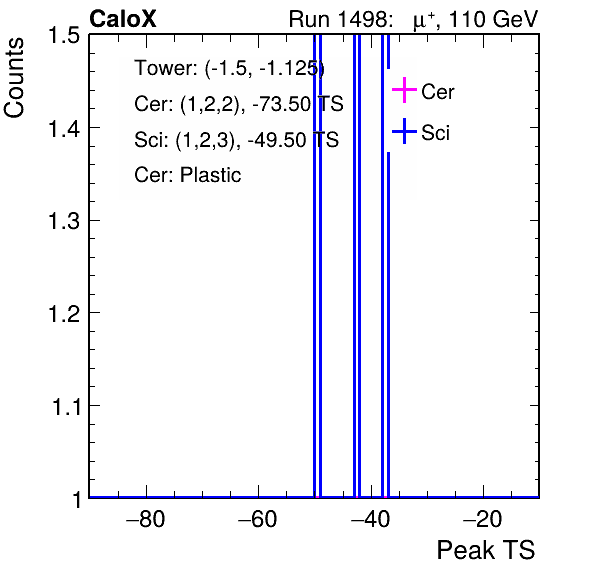 CaloX Run 1498: μ⁺, 110 GeV
Counts
1.5
1.4
1.3
1.2
1.1
1
Tower: (-1.5, -1.125)
Cer: (1,2,2), -73.50 TS
Sci: (1,2,3), -49.50 TS
Cer: Plastic
Cer
Sci
−80 −60 −40 −20
Peak TS